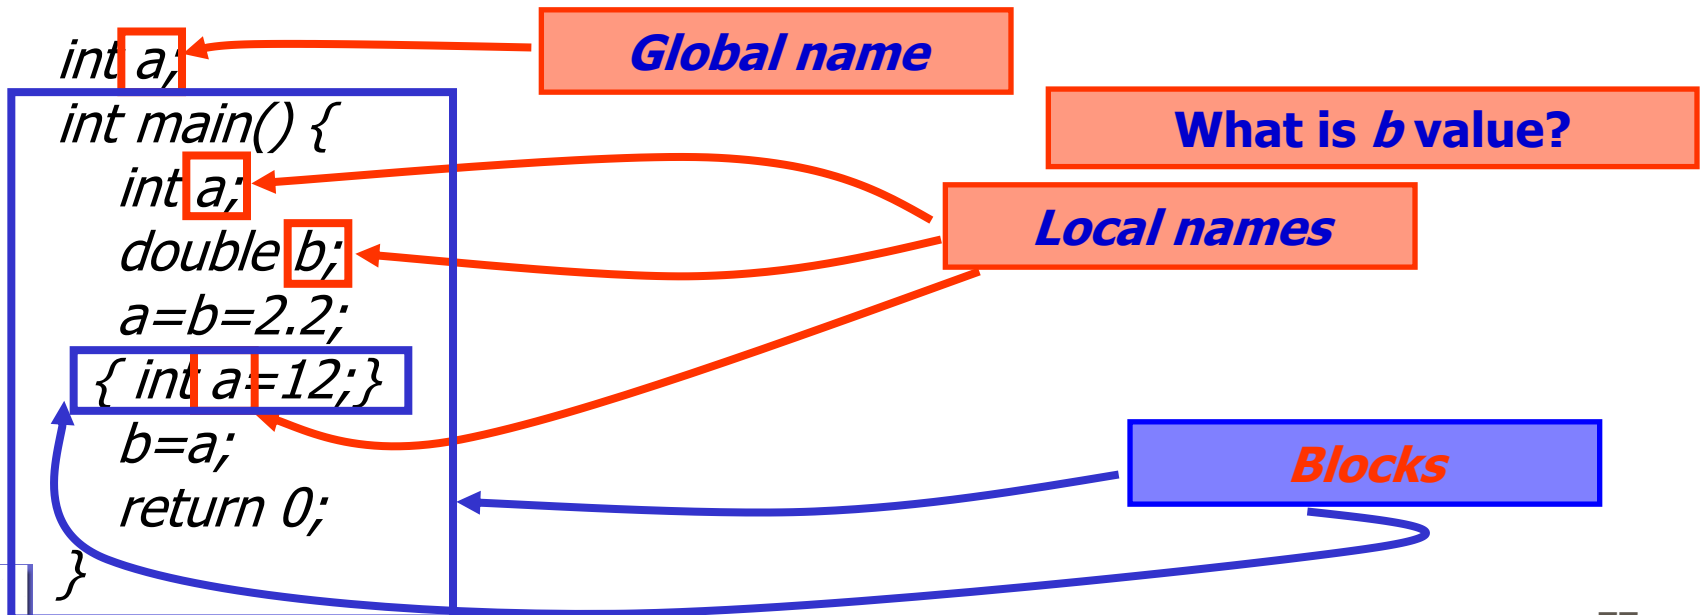 int a;
Global name
int main() {
What is b value?
int a;
Local names
double b;
a=b=2.2;
{ int a=12;}
b=a;
Blocks
return 0;
}